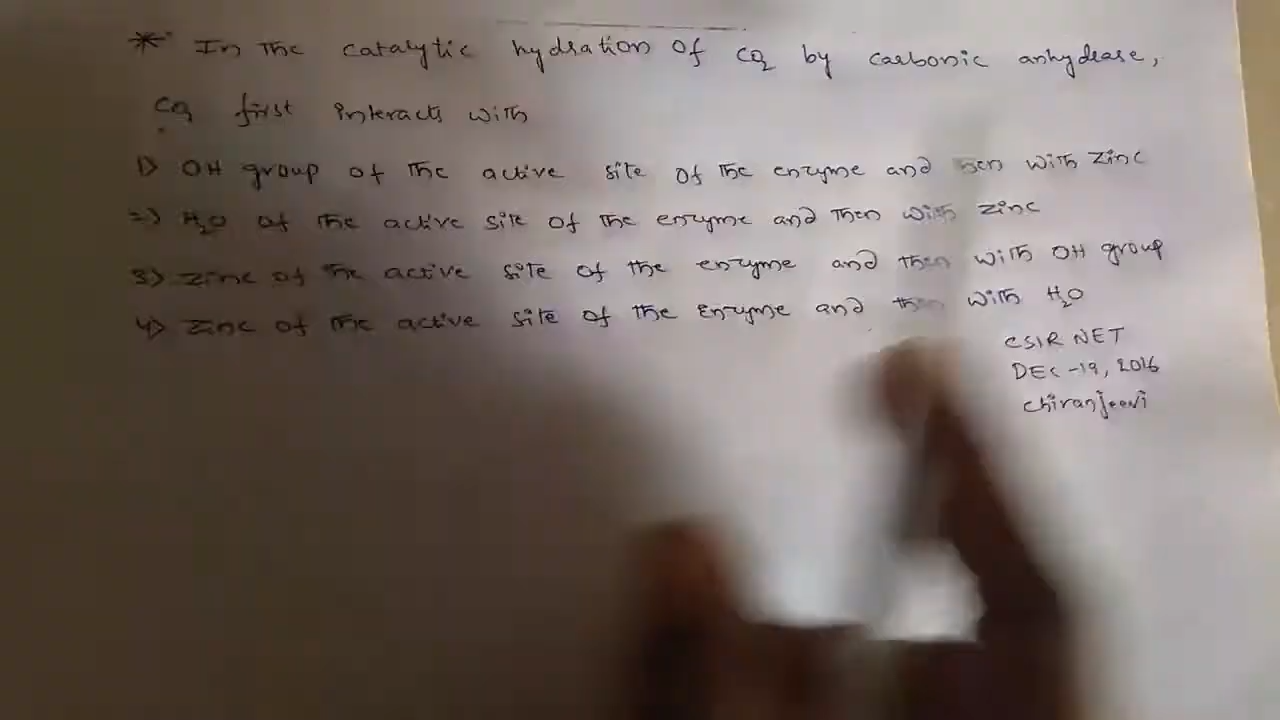 * In The catalytic hydration of CO2 by carbonic anhydease,
CO2 first interacts with
1) OH group of The active site of The enzyme and then with zinc
2) H2O of The active site of The enzyme and Then with zinc
3) zinc of The active site of The enzyme and then with OH group
4) zinc of The active site of The enzyme and then with H2O
CSIR NET
DEC-19, 2016
chiranjeevi